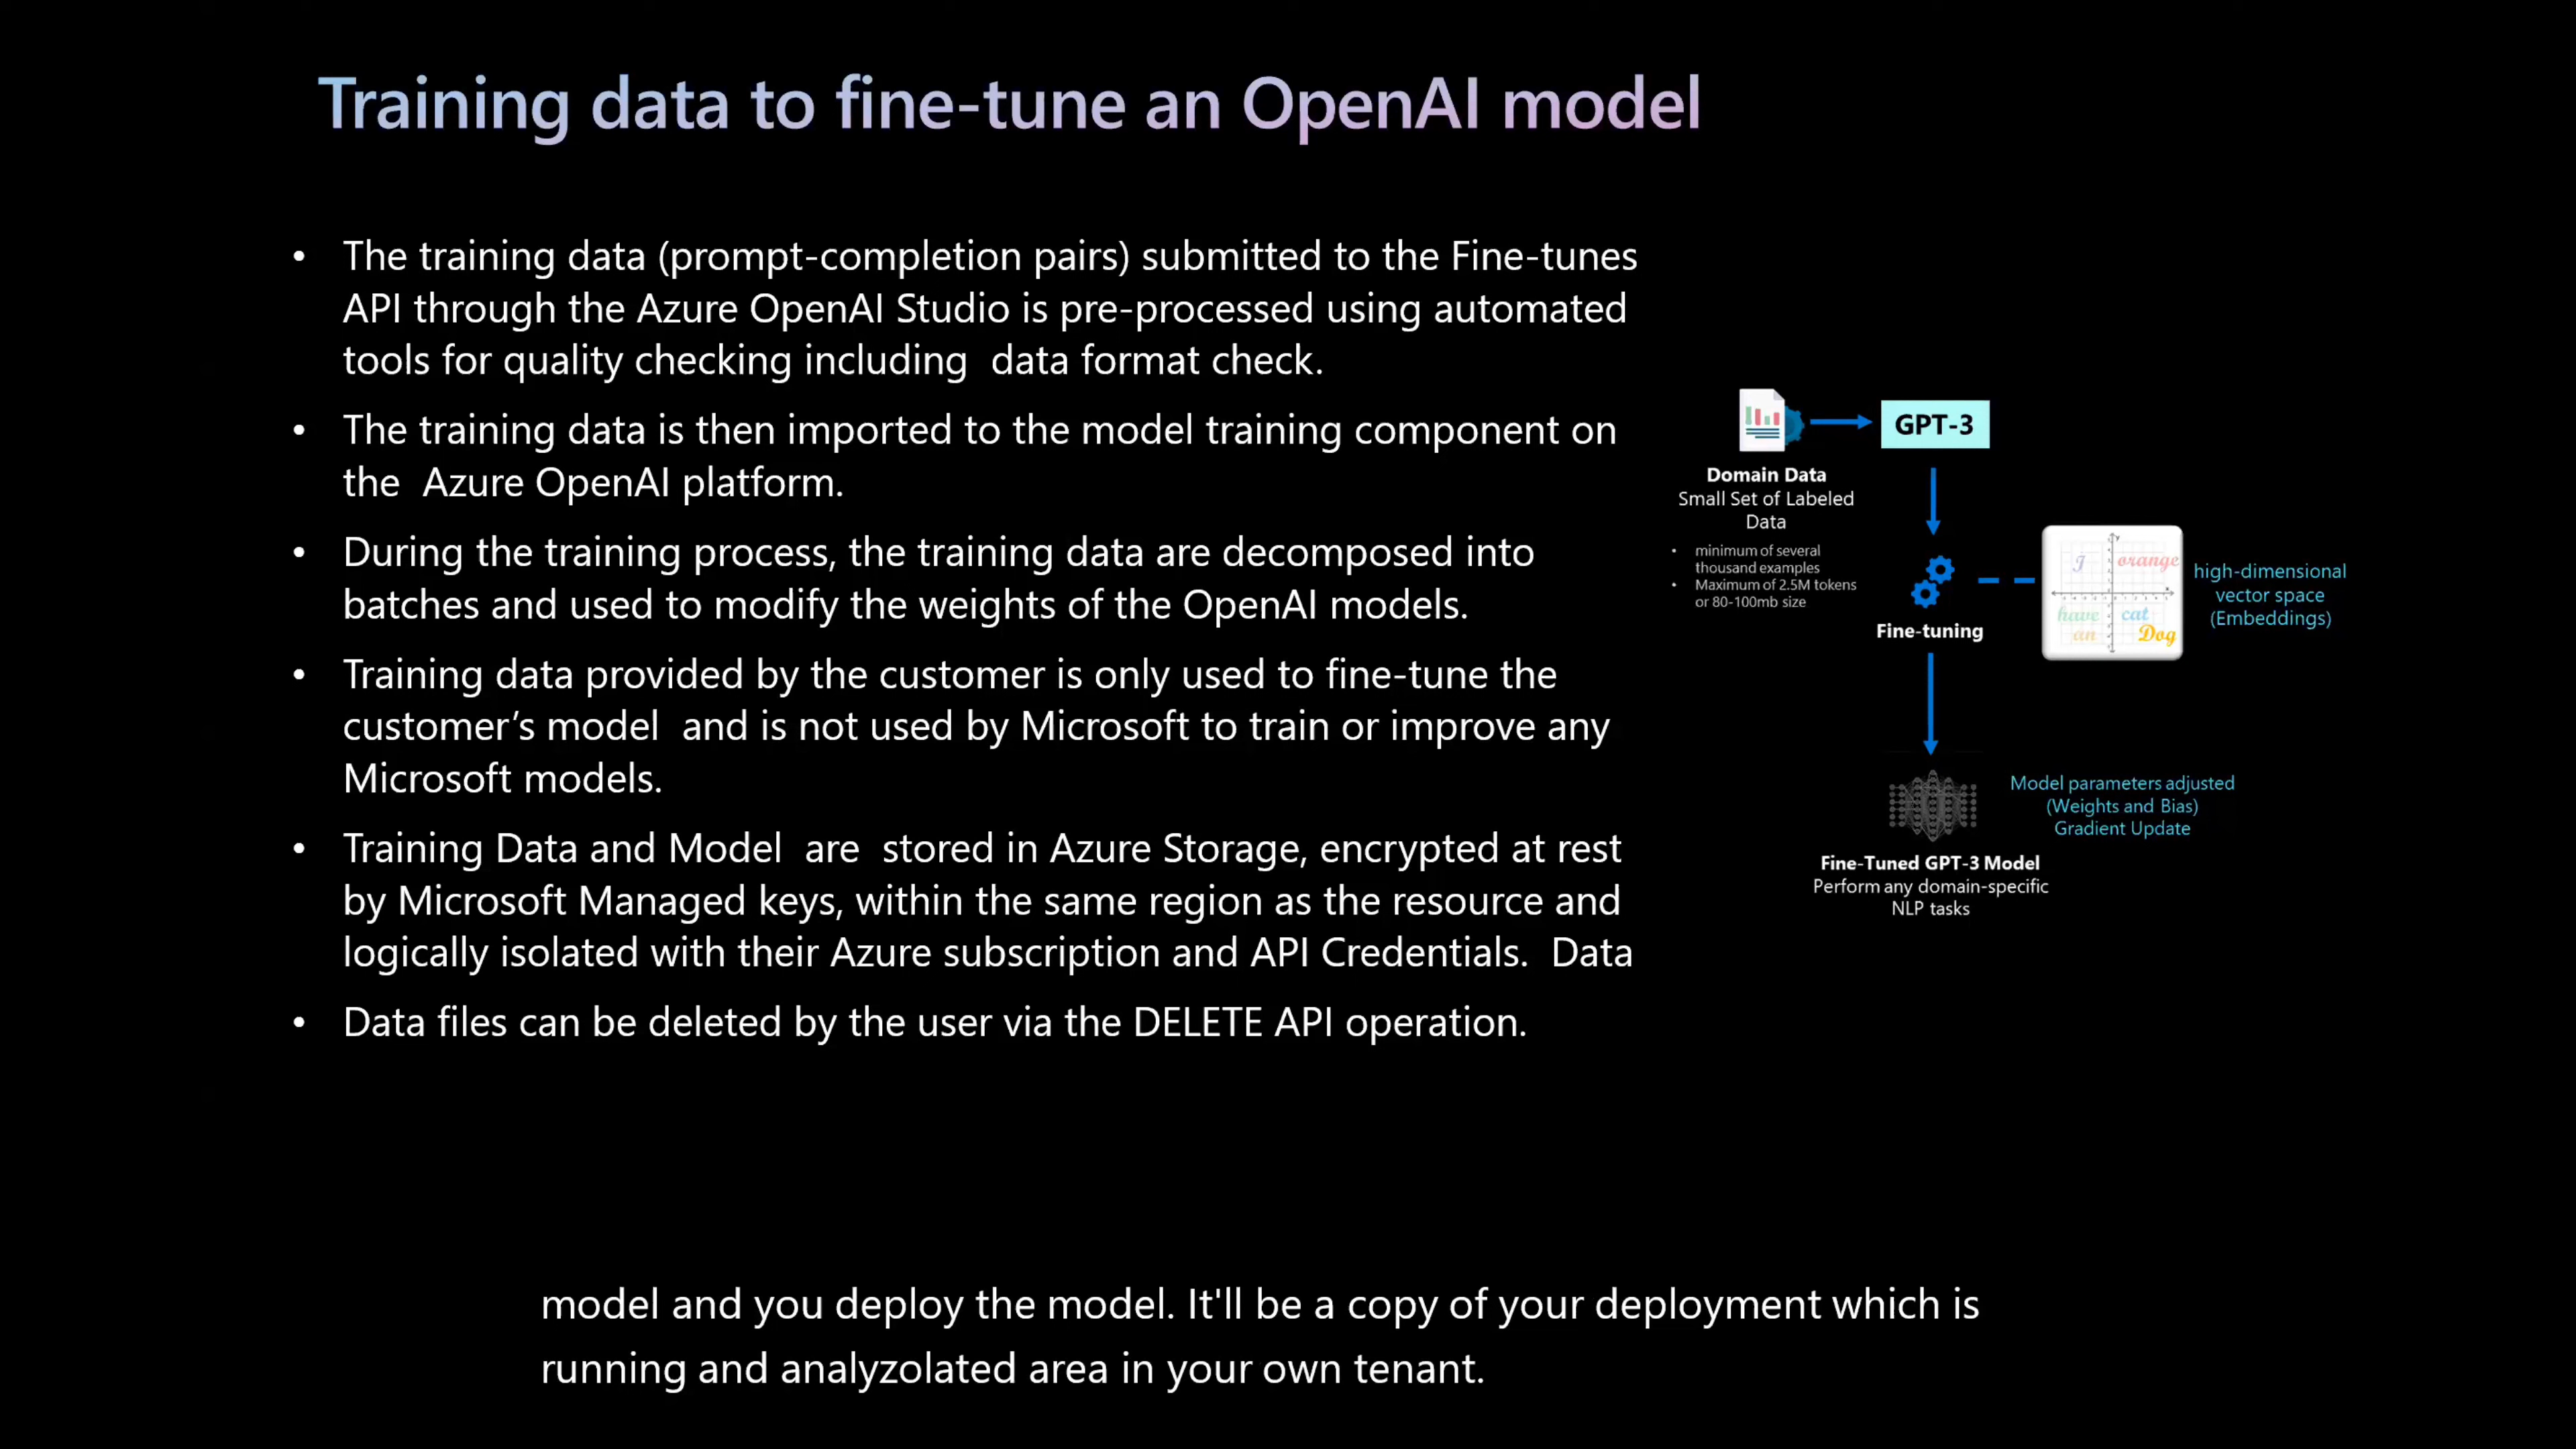 Training data to fine-tune an OpenAI model
• The training data (prompt-completion pairs) submitted to the Fine-tunes
API through the Azure OpenAI Studio is pre-processed using automated
tools for quality checking including  data format check.
• The training data is then imported to the model training component on
the  Azure OpenAI platform.
• During the training process, the training data are decomposed into
batches and used to modify the weights of the OpenAI models.
• Training data provided by the customer is only used to fine-tune the
customer’s model  and is not used by Microsoft to train or improve any
Microsoft models.
• Training Data and Model  are  stored in Azure Storage, encrypted at rest
by Microsoft Managed keys, within the same region as the resource and
logically isolated with their Azure subscription and API Credentials.  Data
• Data files can be deleted by the user via the DELETE API operation.
GPT-3
Domain Data
Small Set of Labeled
Data
• minimum of several
thousand examples
• Maximum of 2.5M tokens
or 80-100mb size
Fine-tuning
y
x
I
orange
have
cat
an
Dog
high-dimensional
vector space
(Embeddings)
Model parameters adjusted
(Weights and Bias)
Gradient Update
Fine-Tuned GPT-3 Model
Perform any domain-specific
NLP tasks
model and you deploy the model. It'll be a copy of your deployment which is
running and analyzolated area in your own tenant.